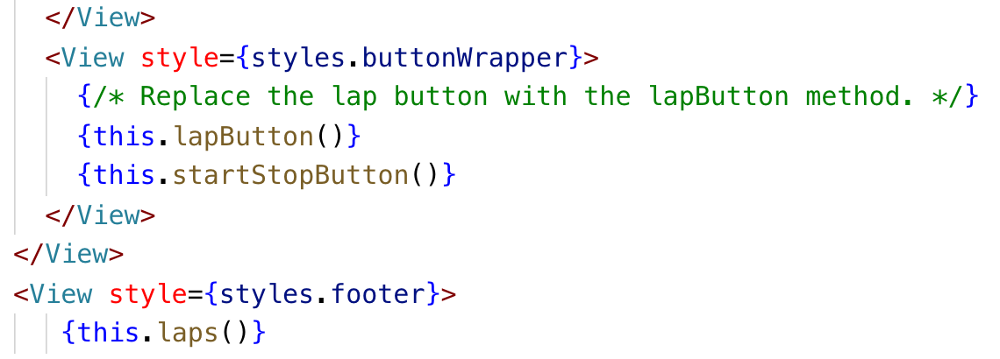 </View>
<View style={styles.buttonWrapper}>
{/* Replace the lap button with the lapButton method. */}
{this.lapButton()}
{this.startStopButton()}
</View>
</View>
<View style={styles.footer}>
{this.laps()}